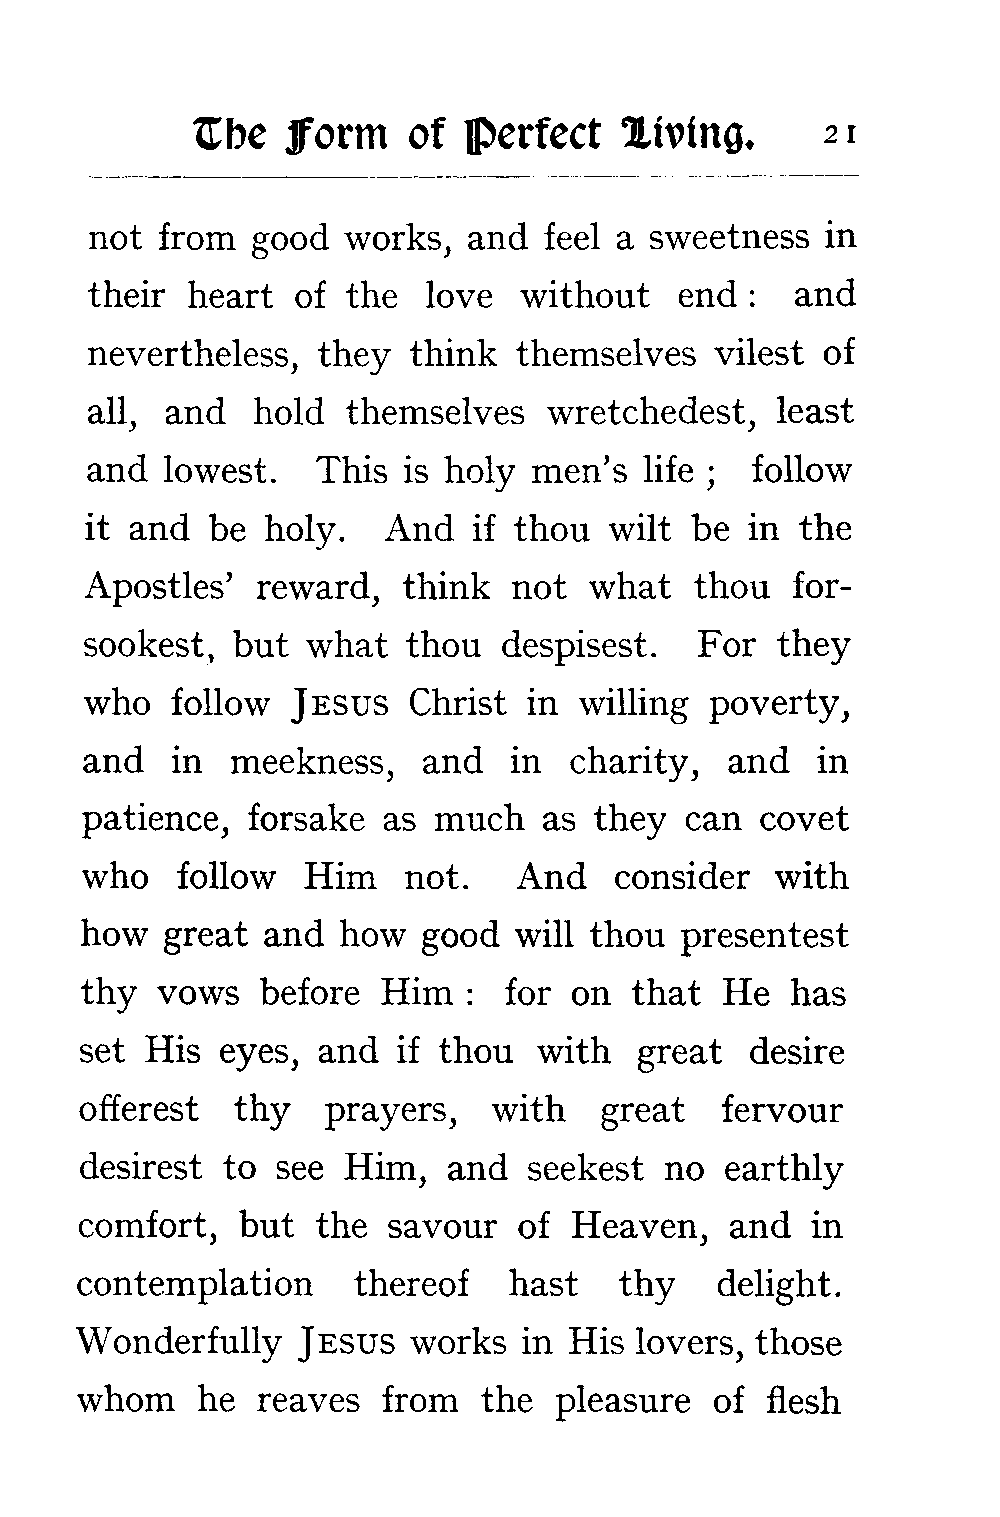 The Form of Perfect Living. 21
not from good works, and feel a sweetness in
their heart of the love without end : and
nevertheless, they think themselves vilest of
all, and hold themselves wretchedest, least
and lowest. This is holy men's life ; follow
it and be holy. And if thou wilt be in the
Apostles' reward, think not what thou for-
sookest, but what thou despisest. For they
who follow JESUS Christ in willing poverty,
and in meekness, and in charity, and in
patience, forsake as much as they can covet
who follow Him not. And consider with
how great and how good will thou presentest
thy vows before Him : for on that He has
set His eyes, and if thou with great desire
offerest thy prayers, with great fervour
desirest to see Him, and seekest no earthly
comfort, but the savour of Heaven, and in
contemplation thereof hast thy delight.
Wonderfully JESUS works in His lovers, those
whom he reaves from the pleasure of flesh